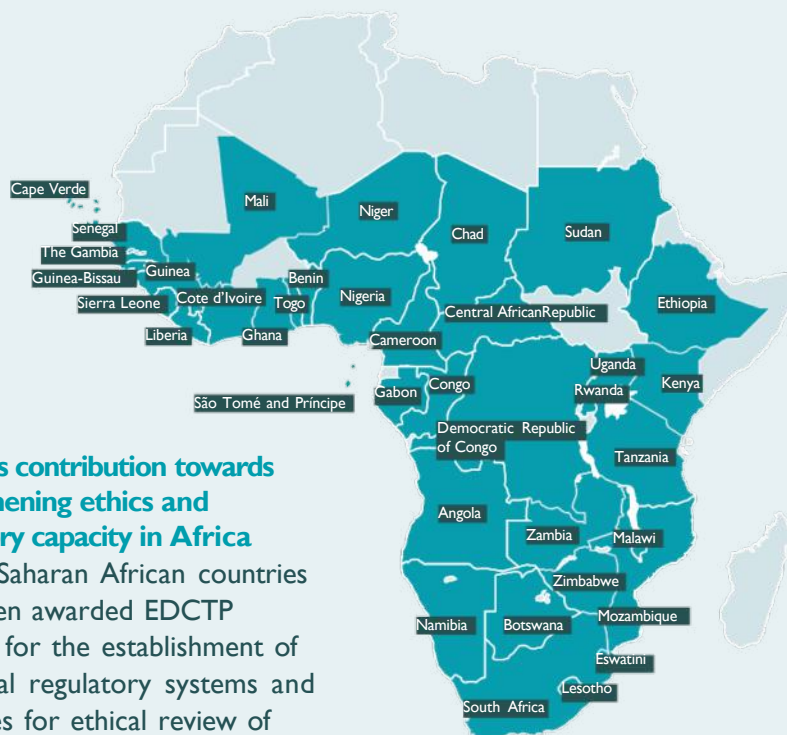 Cape Verde
Senegal
The Gambia
Guinea-Bissau
Sierra Leone
Liberia
Guinea
Cote d'Ivoire
Mali
Ghana
Togo
Benin
Niger
Nigeria
Chad
Sudan
Ethiopia
Central AfricanRepublic
Cameroon
São Tomé and Príncipe
Gabon
Congo
Uganda
Rwanda
Kenya
Democratic Republic
of Congo
Tanzania
Angola
Zambia
Malawi
Zimbabwe
Mozambique
Namibia
Botswana
Eswatini
Lesotho
South Africa
s contribution towards
hening ethics and
ry capacity in Africa
Saharan African countries
en awarded EDCTP
for the establishment of
al regulatory systems and
es for ethical review of